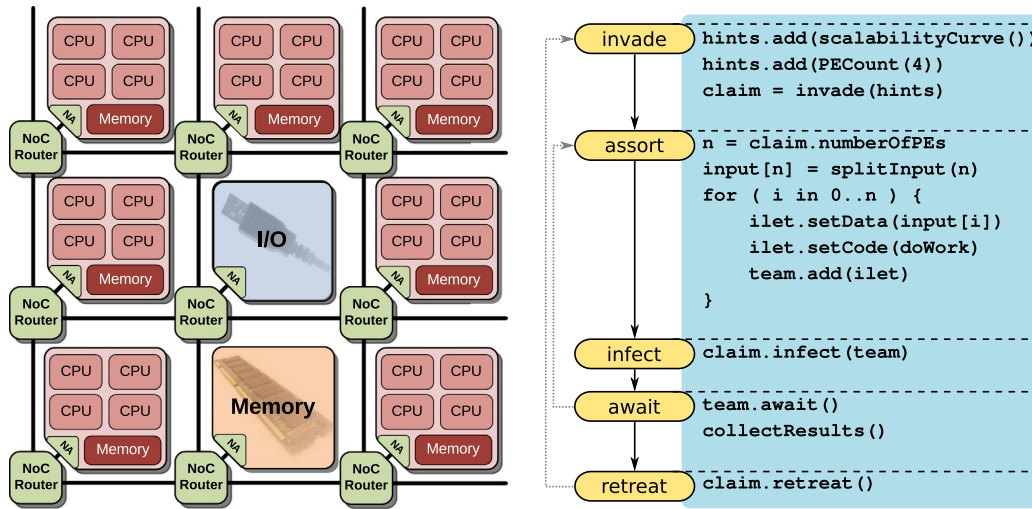 CPU CPU CPU CPU CPU CPU
CPU CPU CPU CPU CPU CPU
NA Memory NA Memory NA Memory
NoC Router NoC Router NoC Router
CPU CPU CPU CPU
I/O
CPU CPU CPU CPU
NA Memory NA NA Memory
NoC Router NoC Router NoC Router
CPU CPU CPU CPU
Memory
CPU CPU CPU CPU
NA Memory NA NA Memory
NoC Router NoC Router NoC Router
invade hints.add(scalabilityCurve())
hints.add(PECount(4))
claim = invade(hints)
assort n = claim.numberOfPEs
input[n] = splitInput(n)
for ( i in 0..n ) {
ilet.setData(input[i])
ilet.setCode(doWork)
team.add(ilet)
}
infect claim.infect(team)
await team.await()
collectResults()
retreat claim.retreat()